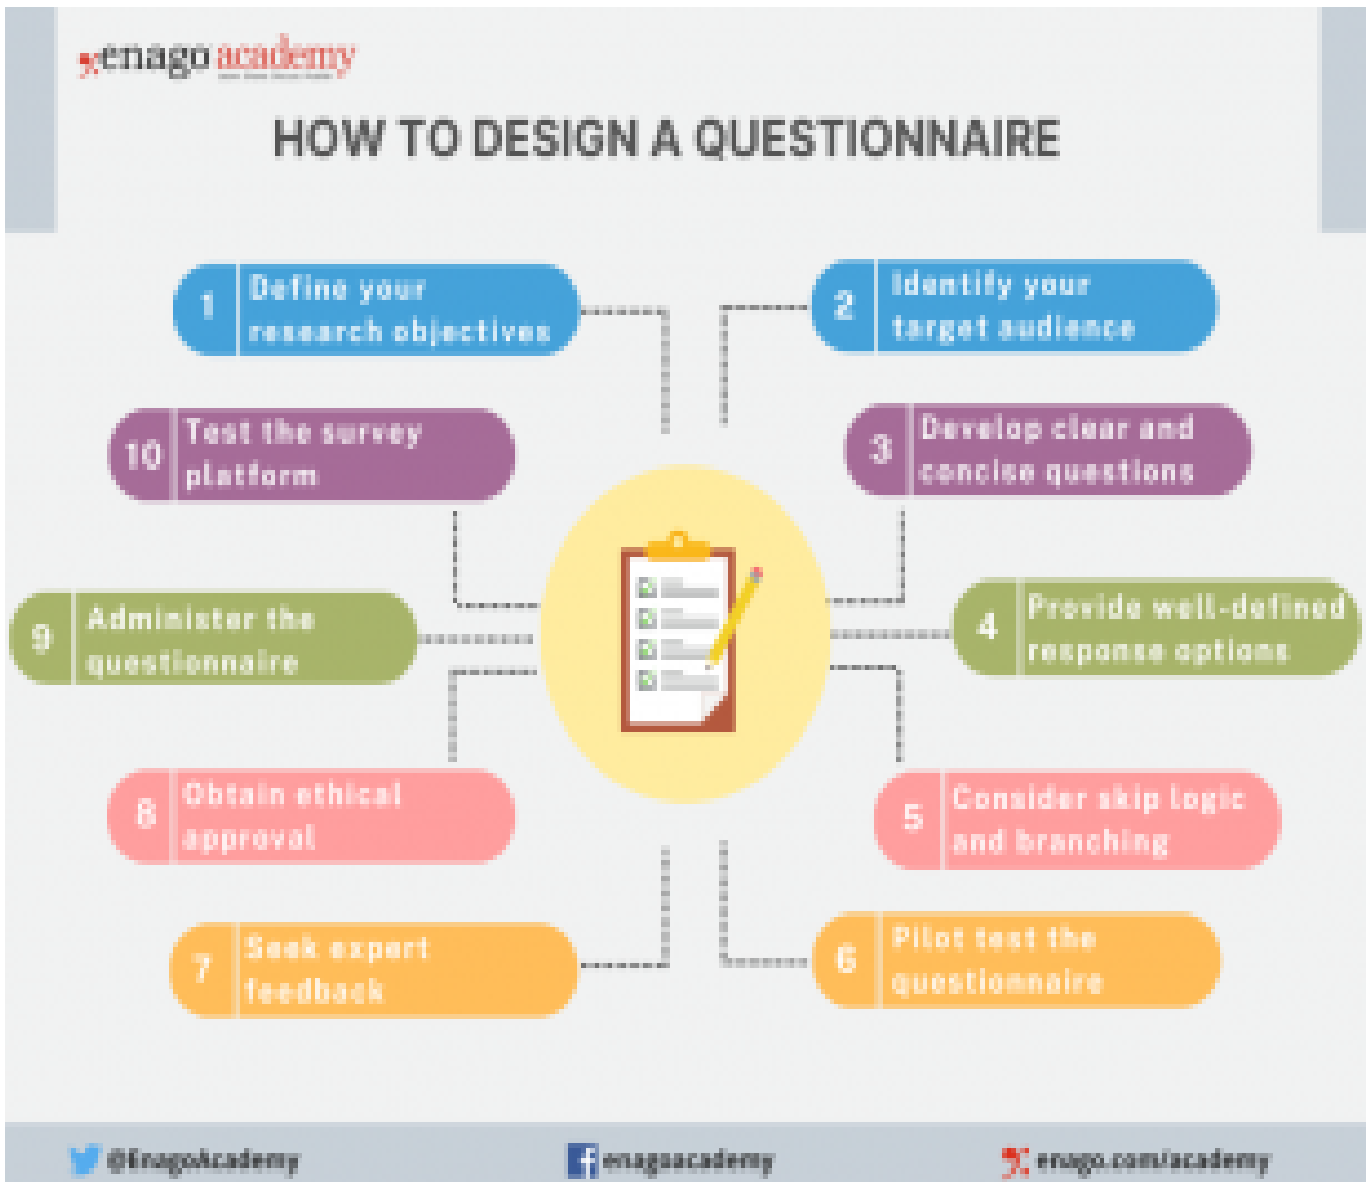 enago academy
HOW TO DESIGN A QUESTIONNAIRE
1
Define your
research objectives
2
Identify your
target audience
3
Develop clear and
concise questions
4
Provide well-defined
response options
5
Consider skip logic
and branching
6
Pilot test the
questionnaire
7
Seek expert
feedback
8
Obtain ethical
approval
9
Administer the
questionnaire
10
Test the survey
platform
@EnagoAcademy
enagoacademy
enago.com/academy